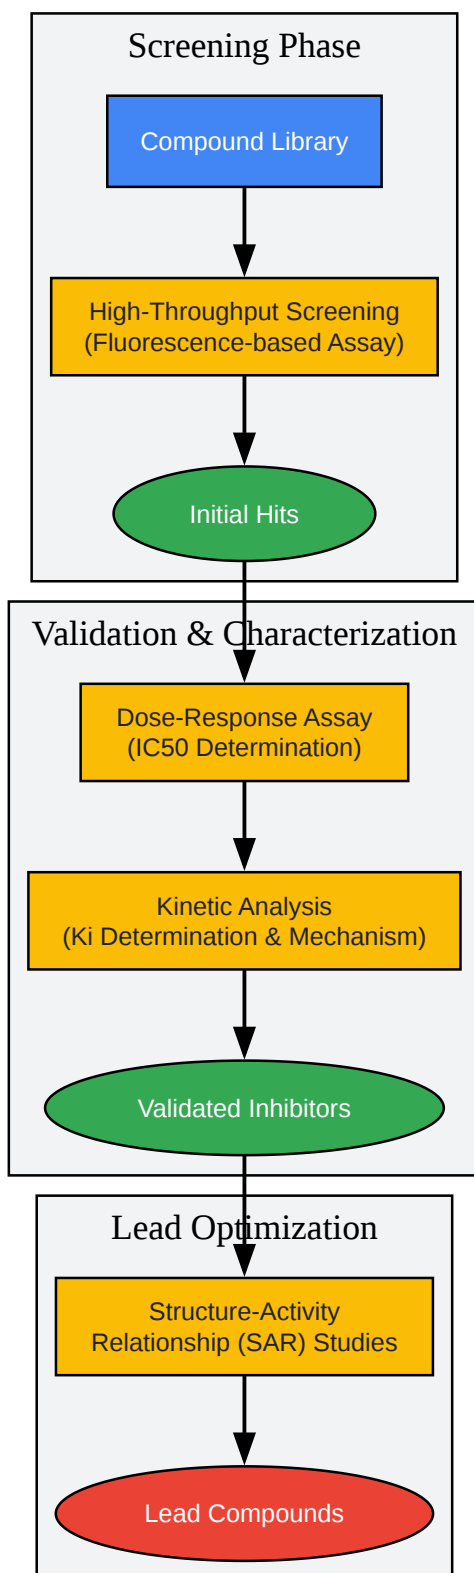 Screening Phase
Compound Library
High-Throughput Screening
(Fluorescence-based Assay)
Initial Hits
Validation & Characterization
Dose-Response Assay
(IC50 Determination)
Kinetic Analysis
(Ki Determination & Mechanism)
Validated Inhibitors
Lead Optimization
Structure-Activity
Relationship (SAR) Studies
Lead Compounds